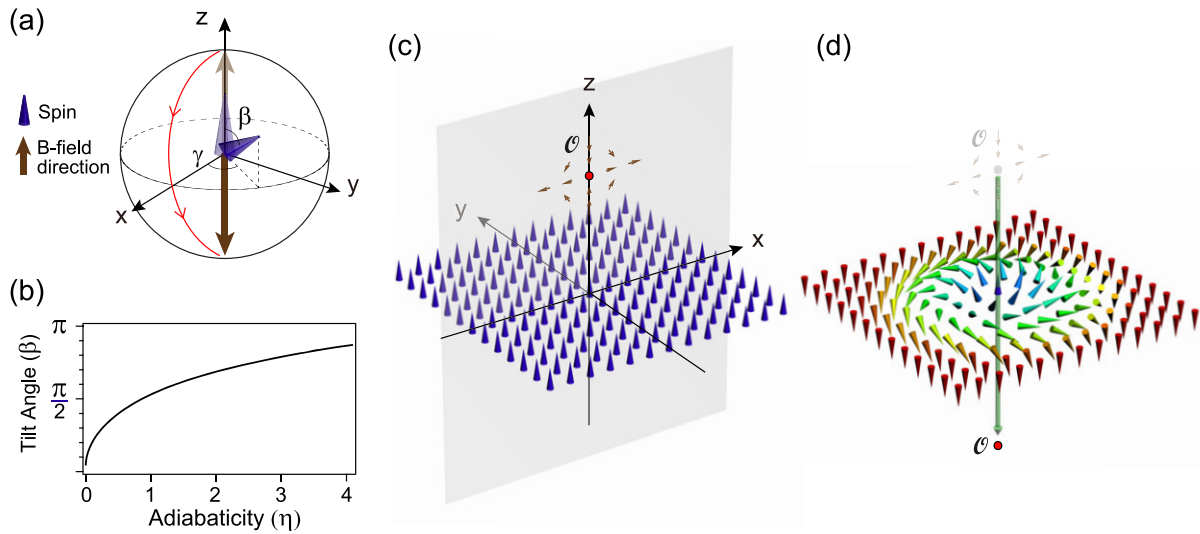 (a)
z
Spin
B-field
direction
β
γ
x
y
(b)
π
π
2
Tilt Angle (β)
0
1
2
3
4
Adiabaticity (η)
(c)
z
𝒪
y
x
(d)
𝒪
𝒪